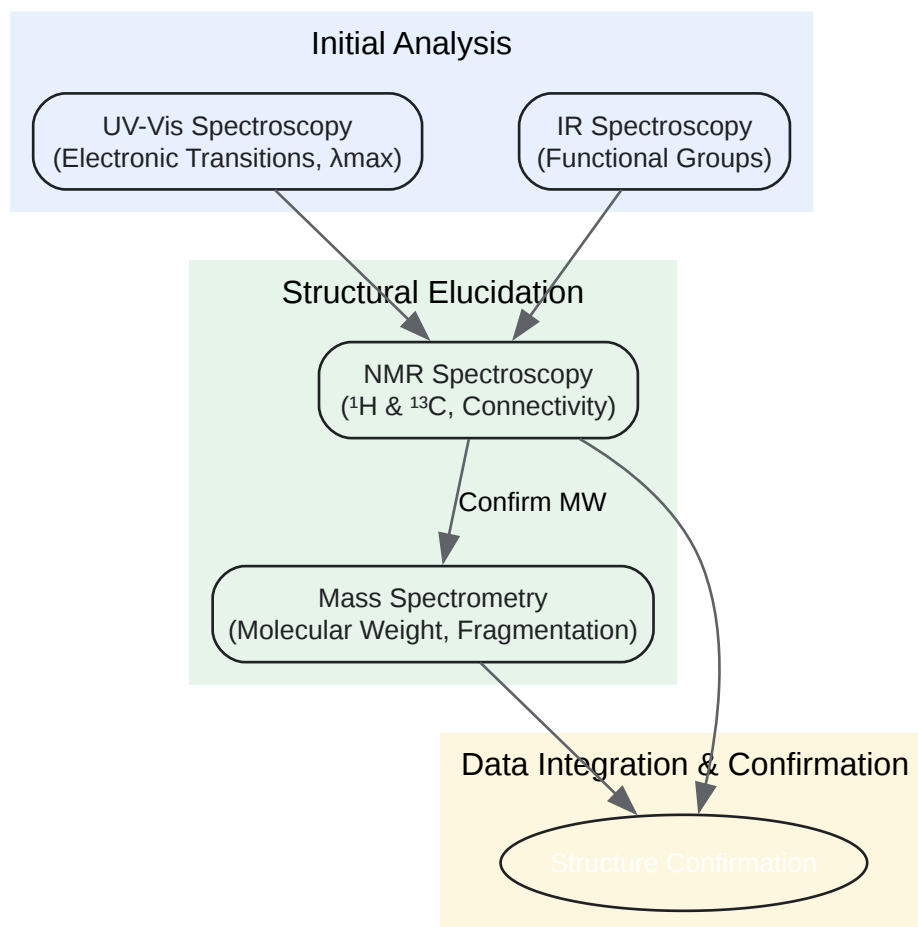 Initial Analysis
UV-Vis Spectroscopy
(Electronic Transitions, λmax)
IR Spectroscopy
(Functional Groups)
Structural Elucidation
NMR Spectroscopy
(¹H & ¹³C, Connectivity)
Confirm MW
Mass Spectrometry
(Molecular Weight, Fragmentation)
Data Integration & Confirmation
Structure Confirmation